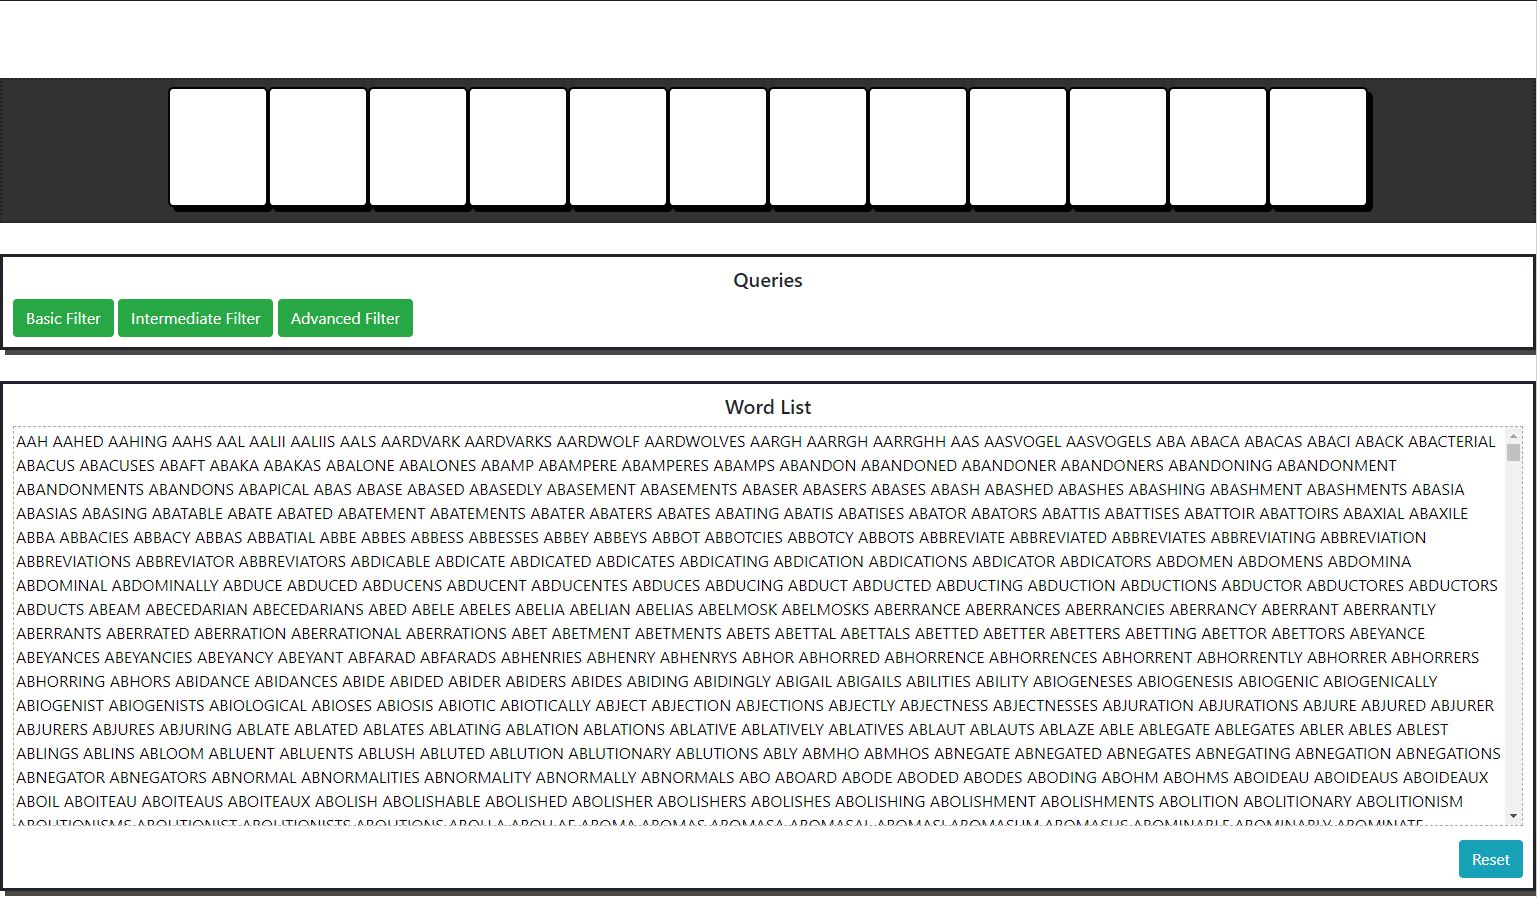 Queries
Basic Filter Intermediate Filter Advanced Filter
Word List
AAH AAHED AAHING AAHS AAL AALII AALIIS AALS AARDVARK AARDVARKS AARDWOLF AARDWOLVES AARGH AARRGH AARRGHH AAS AASVOGEL AASVOGELS ABA ABACA ABACAS ABACI ABACK ABACTERIAL
ABACUS ABACUSES ABAFT ABAKA ABAKAS ABALONE ABALONES ABAMP ABAMPERE ABAMPERES ABAMPS ABANDON ABANDONED ABANDONER ABANDONERS ABANDONING ABANDONMENT
ABANDONMENTS ABANDONS ABAPICAL ABAS ABASE ABASED ABASEDLY ABASEMENT ABASEMENTS ABASER ABASERS ABASES ABASH ABASHED ABASHES ABASHING ABASHMENT ABASHMENTS ABASIA
ABASIAS ABASING ABATABLE ABATE ABATED ABATEMENT ABATEMENTS ABATER ABATERS ABATES ABATING ABATIS ABATISES ABATOR ABATORS ABATTIS ABATTISES ABATTOIR ABATTOIRS ABAXIAL ABAXILE
ABBA ABBACIES ABBACY ABBAS ABBATIAL ABBE ABBES ABBESS ABBESSES ABBEY ABBEYS ABBOT ABBOTCIES ABBOTCY ABBOTS ABBREVIATE ABBREVIATED ABBREVIATES ABBREVIATING ABBREVIATION
ABBREVIATIONS ABBREVIATOR ABBREVIATORS ABDICABLE ABDICATE ABDICATED ABDICATES ABDICATING ABDICATION ABDICATIONS ABDICATOR ABDICATORS ABDOMEN ABDOMENS ABDOMINA
ABDOMINAL ABDOMINALLY ABDUCE ABDUCED ABDUCENS ABDUCENT ABDUCENTES ABDUCES ABDUCING ABDUCT ABDUCTED ABDUCTING ABDUCTION ABDUCTIONS ABDUCTOR ABDUCTORES ABDUCTORS
ABDUCTS ABEAM ABECEDARIAN ABECEDARIANS ABED ABELE ABELES ABELIA ABELIAN ABELIAS ABELMOSK ABELMOSKS ABERRANCE ABERRANCES ABERRANCIES ABERRANCY ABERRANT ABERRANTLY
ABERRANTS ABERRATED ABERRATION ABERRATIONAL ABERRATIONS ABET ABETMENT ABETMENTS ABETS ABETTAL ABETTALS ABETTED ABETTER ABETTERS ABETTING ABETTOR ABETTORS ABEYANCE
ABEYANCES ABEYANCIES ABEYANCY ABEYANT ABFARAD ABFARADS ABHENRIES ABHENRY ABHENRYS ABHOR ABHORRED ABHORRENCE ABHORRENCES ABHORRENT ABHORRENTLY ABHORRER ABHORRERS
ABHORRING ABHORS ABIDANCE ABIDANCES ABIDE ABIDED ABIDER ABIDERS ABIDES ABIDING ABIDINGLY ABIGAIL ABIGAILS ABILITIES ABILITY ABIOGENESES ABIOGENESIS ABIOGENIC ABIOGENICALLY
ABIOGENIST ABIOGENISTS ABIOLOGICAL ABIOSES ABIOSIS ABIOTIC ABIOTICALLY ABJECT ABJECTION ABJECTIONS ABJECTLY ABJECTNESS ABJECTNESSES ABJURATION ABJURATIONS ABJURE ABJURED ABJURER
ABJURERS ABJURES ABJURING ABLATE ABLATED ABLATES ABLATING ABLATION ABLATIONS ABLATIVE ABLATIVELY ABLATIVES ABLAUT ABLAUTS ABLAZE ABLE ABLEGATE ABLEGATES ABLER ABLES ABLEST
ABLINGS ABLINS ABLOOM ABLUENT ABLUENTS ABLUSH ABLUTED ABLUTION ABLUTIONARY ABLUTIONS ABLY ABMHO ABMHOS ABNEGATE ABNEGATED ABNEGATES ABNEGATING ABNEGATION ABNEGATIONS
ABNEGATOR ABNEGATORS ABNORMAL ABNORMALITIES ABNORMALITY ABNORMALLY ABNORMALS ABO ABOARD ABODE ABODED ABODES ABODING ABOHM ABOHMS ABOIDEAU ABOIDEAUS ABOIDEAUX
ABOIL ABOITEAU ABOITEAUS ABOITEAUX ABOLISH ABOLISHABLE ABOLISHED ABOLISHER ABOLISHERS ABOLISHES ABOLISHING ABOLISHMENT ABOLISHMENTS ABOLITION ABOLITIONARY ABOLITIONISM
ABOLITIONISMS ABOLITIONIST ABOLITIONISTS ABOLITIONS ABOLLA ABOLLAE ABOMA ABOMAS ABOMASA ABOMASAL ABOMASI ABOMASUM ABOMASUS ABOMINABLE ABOMINABLY ABOMINATE
Reset